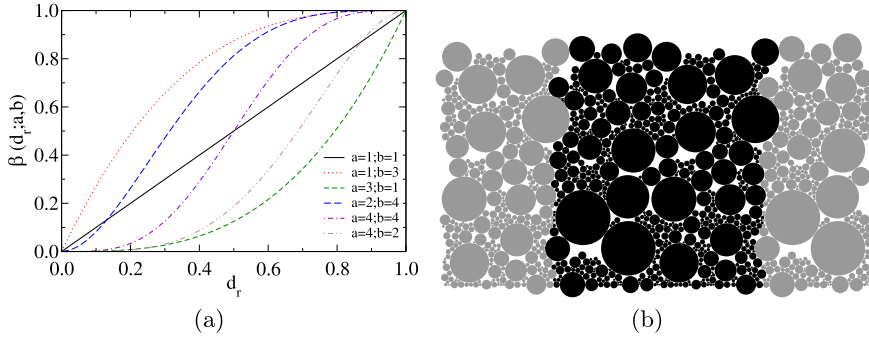 1.0
0.8
0.6
0.4
0.2
0.0
β (d_r;a,b)
a=1;b=1
a=1;b=3
a=3;b=1
a=2;b=4
a=4;b=4
a=4;b=2
0.0 0.2 0.4 0.6 0.8 1.0
d_r
(a) (b)